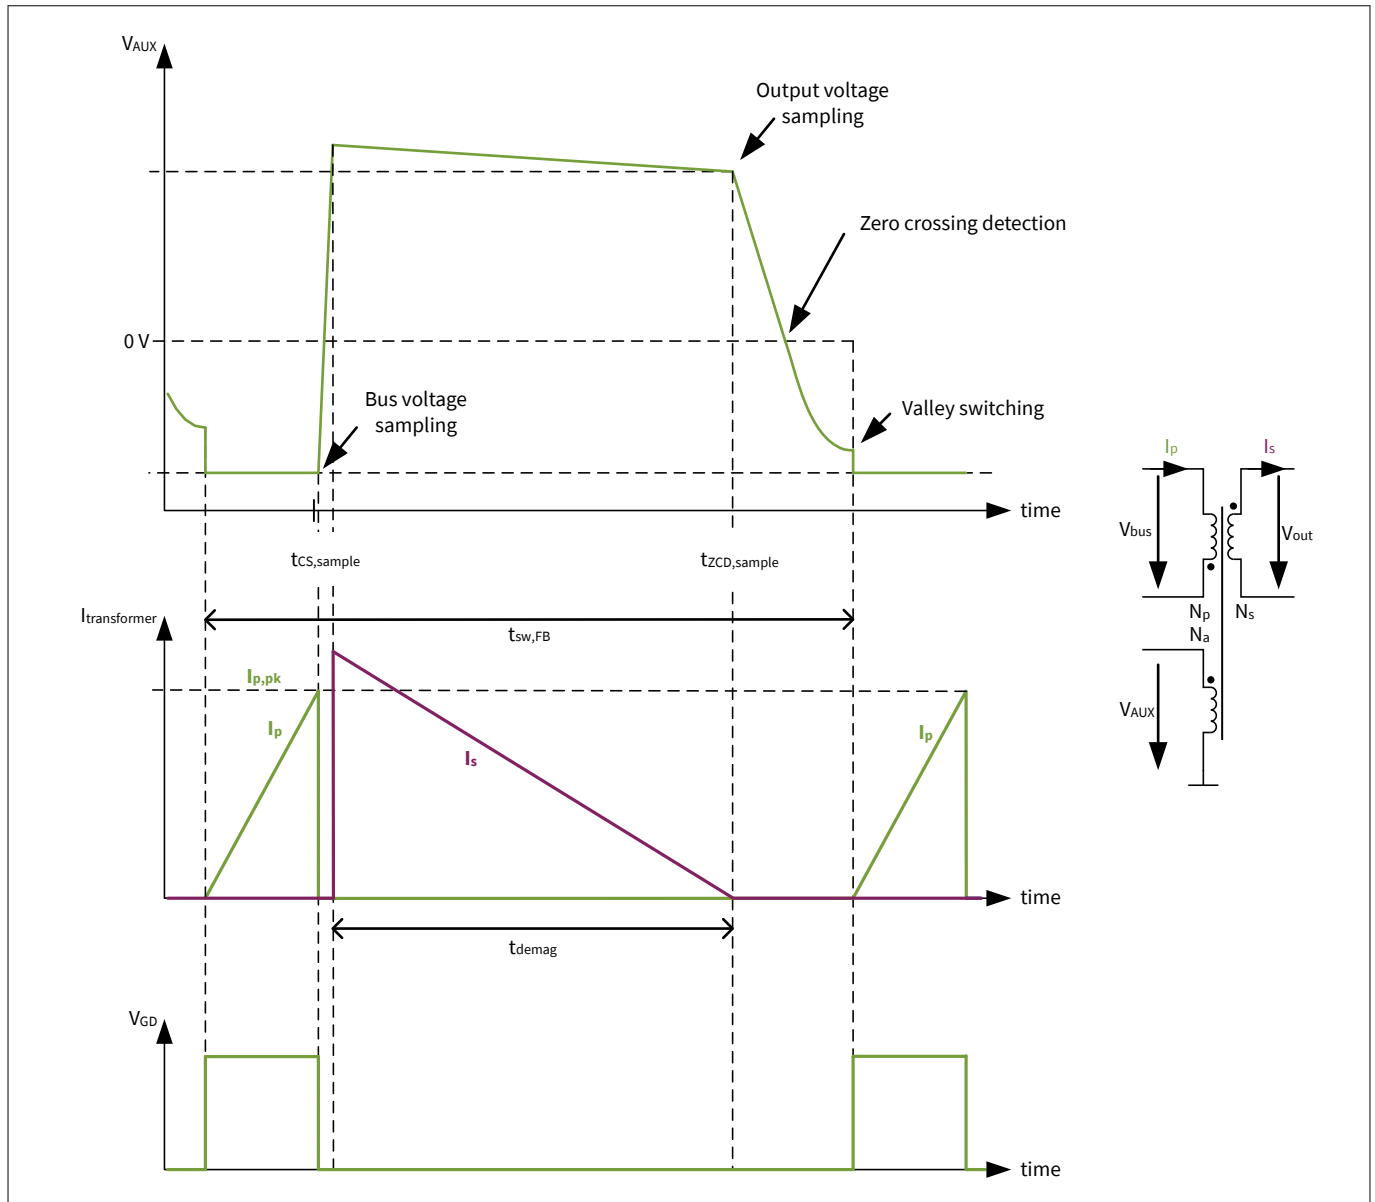 VAUX
Output voltage
sampling
Zero crossing detection
0 V
Bus voltage
sampling
Valley switching
time
tCS,sample
tZCD,sample
Ip
Is
Vbus
Vout
Np
Ns
Na
VAUX
Itransformer
tsw,FB
Ip,pk
Ip
Is
Ip
time
tdemag
VGD
time